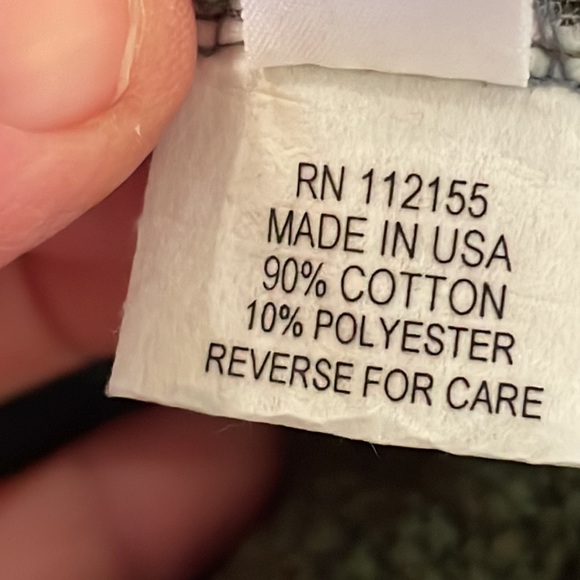 RN 112155
MADE IN USA
90% COTTON
10% POLYESTER
REVERSE FOR CARE